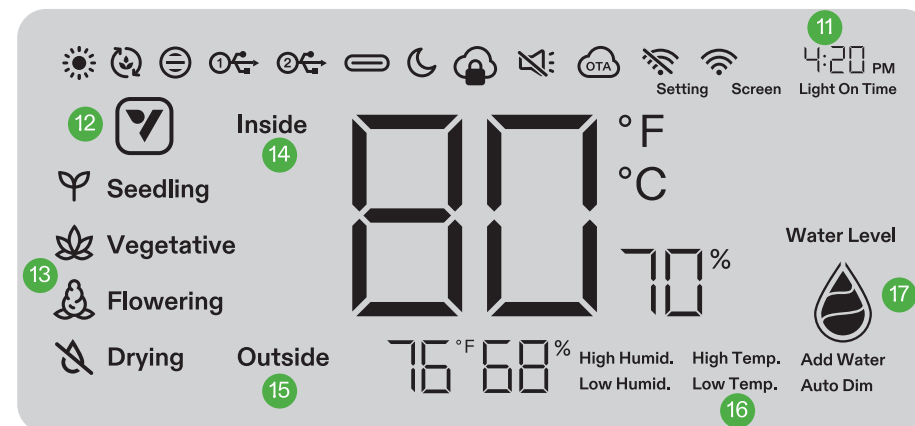 11
4:20 PM
① ② OTA
Setting Screen Light On Time
12
Inside
14
80 °F
°C
Seedling
Vegetative
13
Flowering
Drying
70%
Water Level
17
Outside
15
76°F 68%
High Humid. High Temp. Add Water
Low Humid. Low Temp. Auto Dim
16